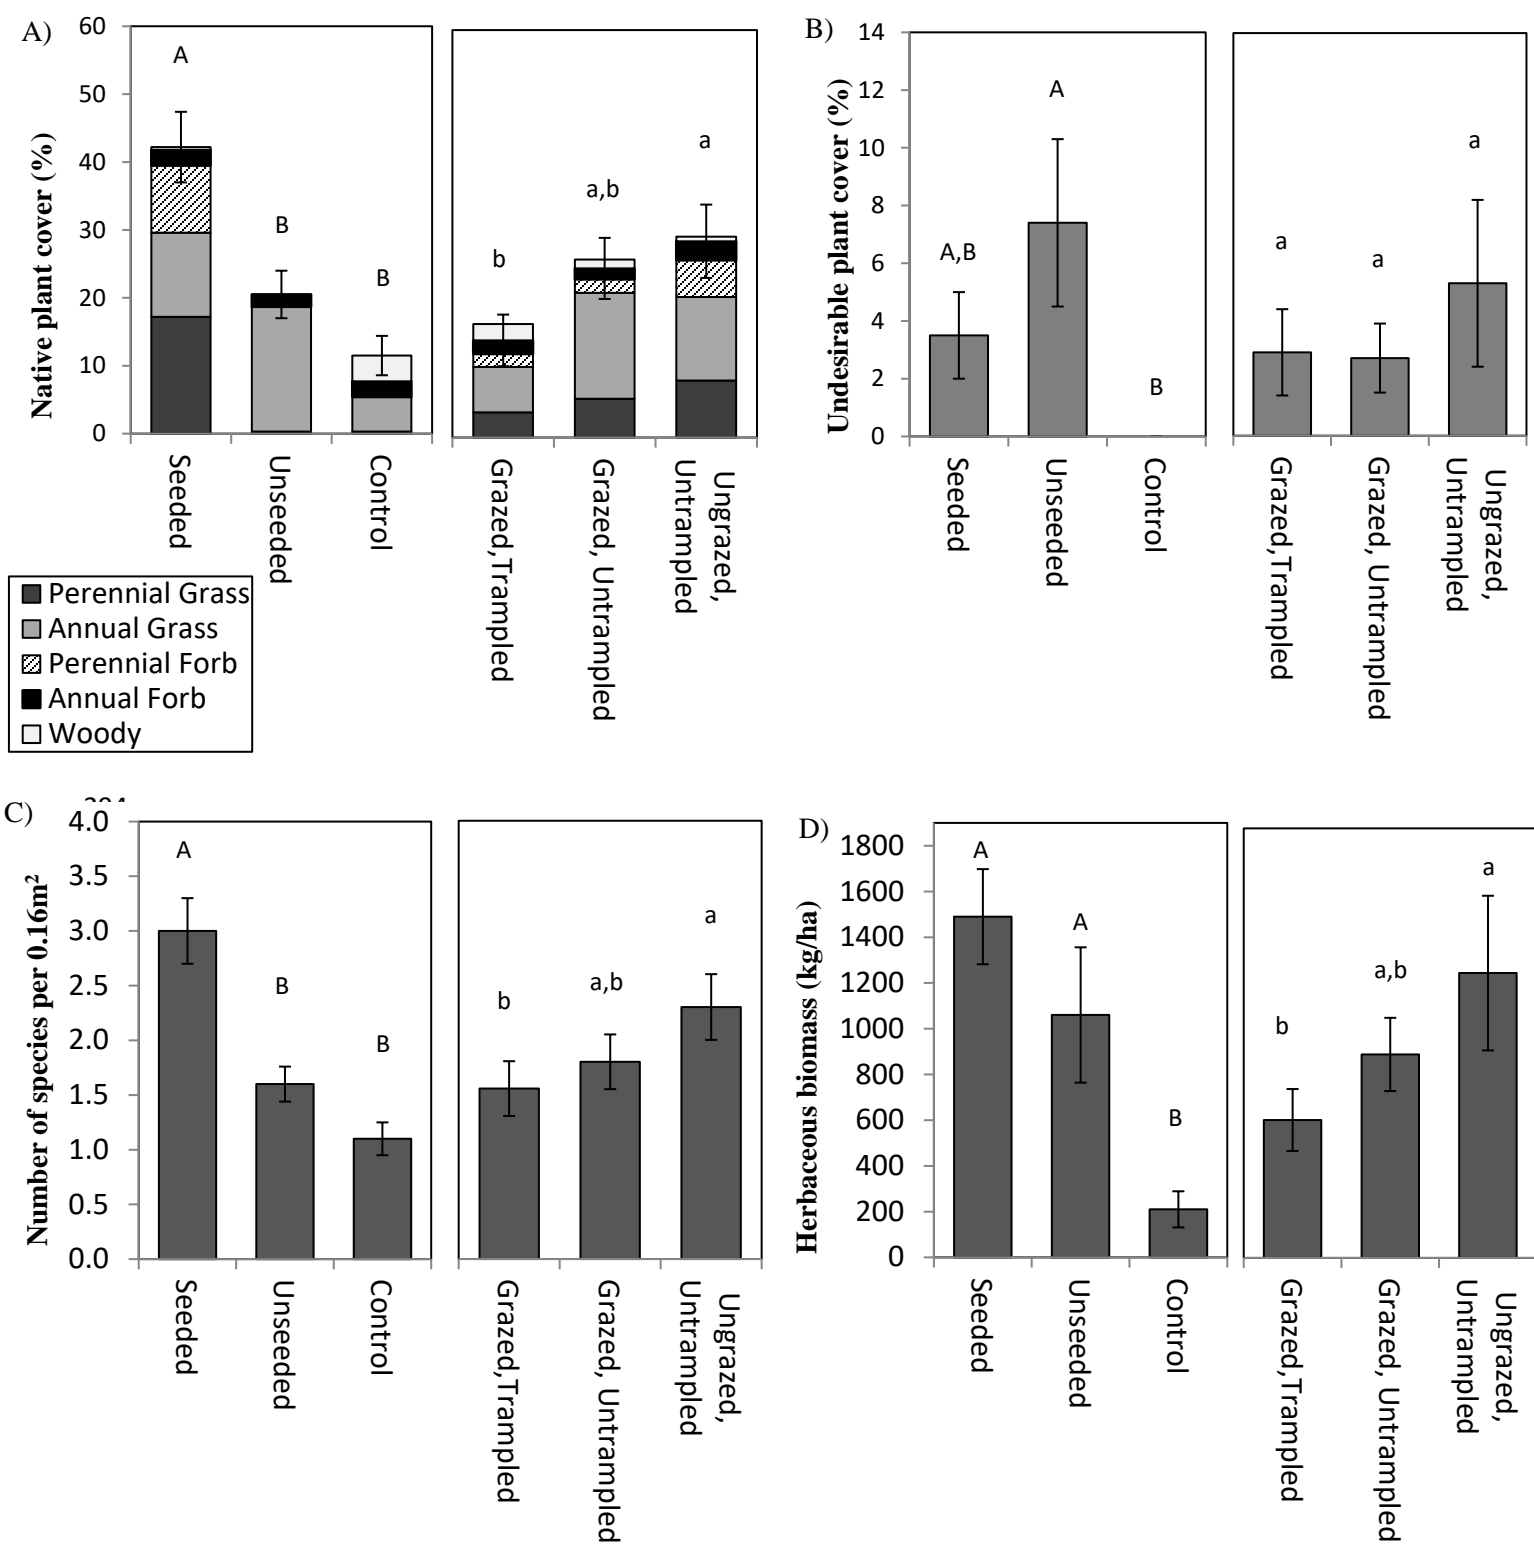 A)
Native plant cover (%)
60
50
40
30
20
10
0
A
B
B
b
a,b
a
Seeded
Unseeded
Control
Grazed,Trampled
Grazed, Untrampled
Ungrazed,
Untrampled
Perennial Grass
Annual Grass
Perennial Forb
Annual Forb
Woody
B)
Undesirable plant cover (%)
14
12
10
8
6
4
2
0
A,B
A
B
a
a
a
Seeded
Unseeded
Control
Grazed,Trampled
Grazed, Untrampled
Ungrazed,
Untrampled
C)
Number of species per 0.16m²
4.0
3.5
3.0
2.5
2.0
1.5
1.0
0.5
0.0
A
B
B
b
a,b
a
Seeded
Unseeded
Control
Grazed,Trampled
Grazed, Untrampled
Ungrazed,
Untrampled
D)
Herbaceous biomass (kg/ha)
1800
1600
1400
1200
1000
800
600
400
200
0
A
A
B
b
a,b
a
Seeded
Unseeded
Control
Grazed,Trampled
Grazed, Untrampled
Ungrazed,
Untrampled